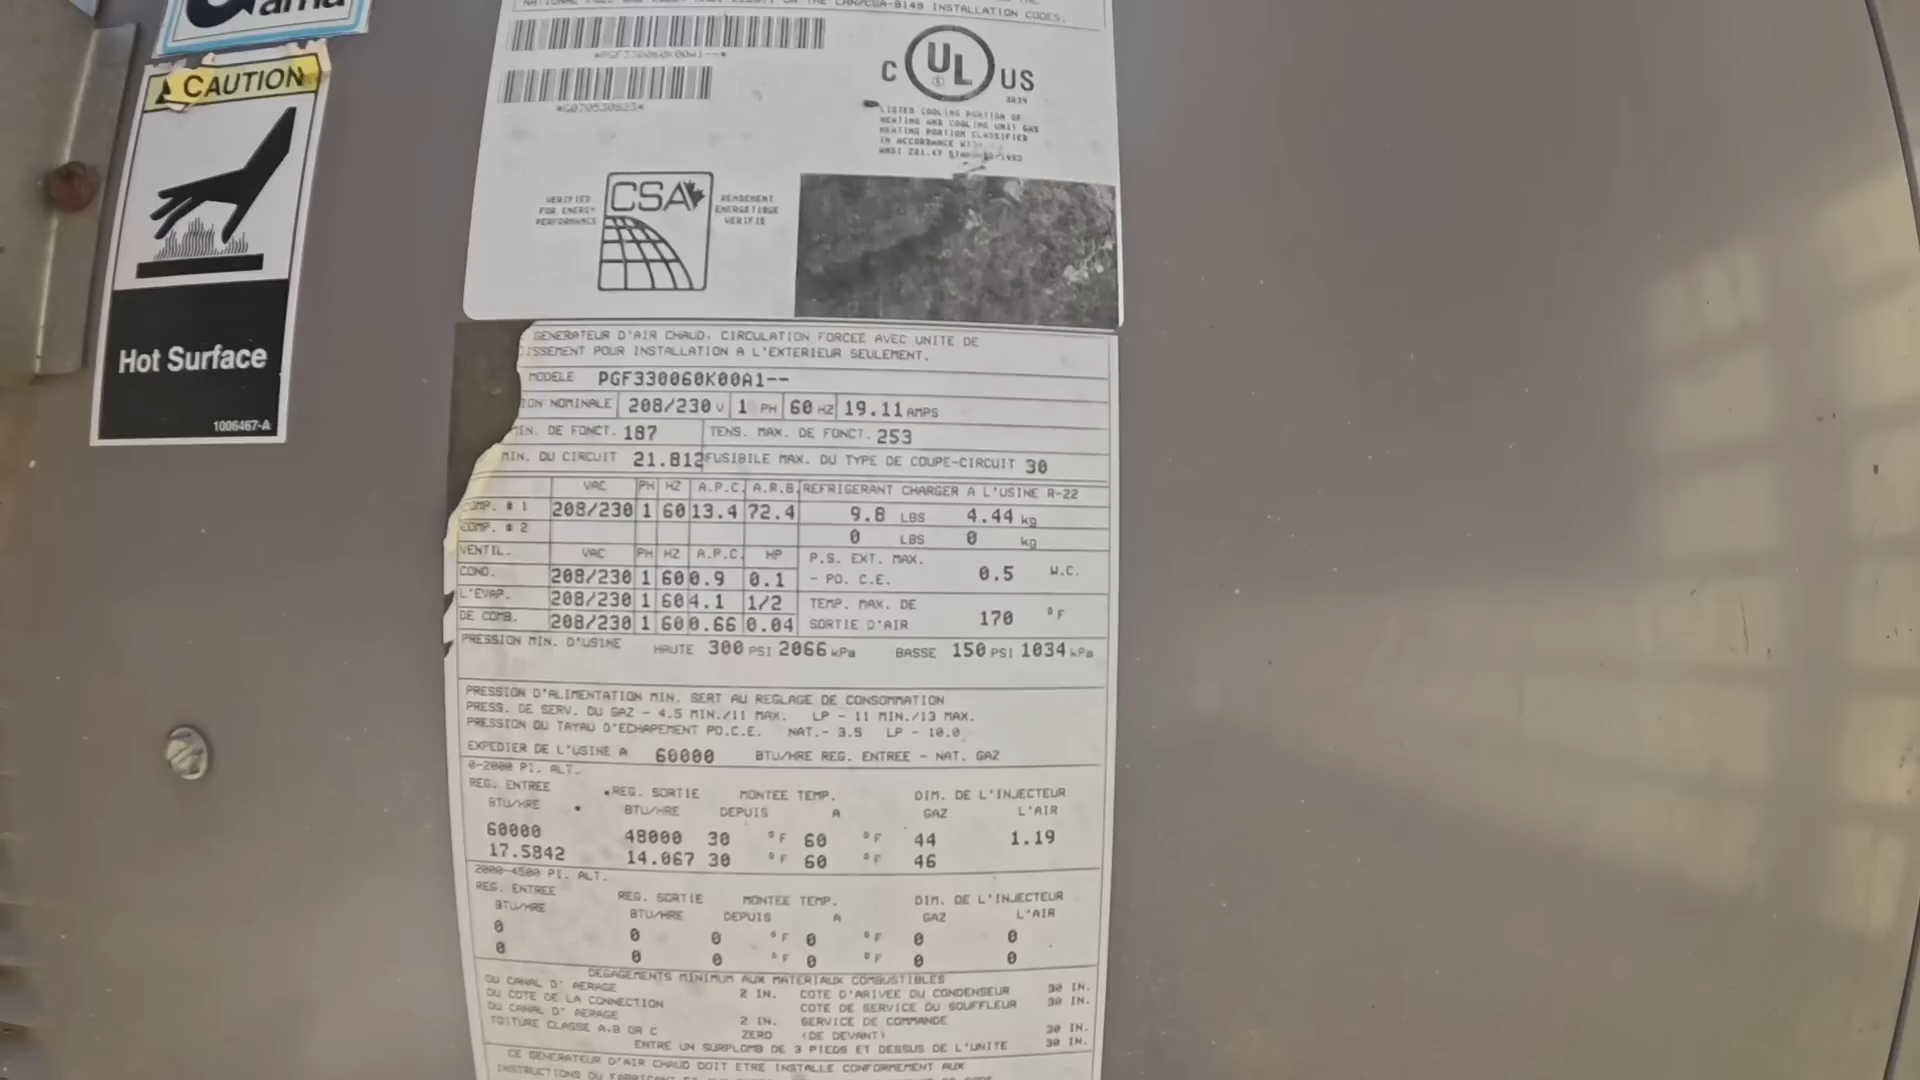 CAUTION
Hot Surface
1006467-A
INSTALLATION CODES.
C UL US
LISTED COOLING PORTION OF
HEATING AND COOLING UNIT GAS
HEATING PORTION CLASSIFIED
IN ACCORDANCE
ANSI Z21.47
VERIFIED
FOR ENERGY
PERFORMANCE
CSA
RENDEMENT
ENERGETIQUE
VERIFIE
GENERATEUR D'AIR CHAUD. CIRCULATION FORCEE AVEC UNITE DE
ISSEMENT POUR INSTALLATION A L'EXTERIEUR SEULEMENT.
MODELE PGF330060K00A1--
ION NOMINALE 208/230 V 1 PH 60 HZ 19.11 AMPS
IN. DE FONCT. 187 TENS. MAX. DE FONCT. 253
MIN. DU CIRCUIT 21.812 FUSIBILE MAX. DU TYPE DE COUPE-CIRCUIT 30
VAC PH HZ A.P.C. A.R.B. REFRIGERANT CHARGER A L'USINE R-22
COMP. # 1 208/230 1 60 13.4 72.4 9.8 LBS 4.44 kg
COMP. # 2 0 LBS 0 kg
VENTIL. VAC PH HZ A.P.C. HP P.S. EXT. MAX.
COND. 208/230 1 60 0.9 0.1 - PO. C.E. 0.5 W.C.
L'EVAP. 208/230 1 60 4.1 1/2 TEMP. MAX. DE
DE COMB. 208/230 1 60 0.66 0.04 SORTIE D'AIR 170 °F
PRESSION MIN. D'USINE HAUTE 300 PSI 2066 kPa BASSE 150 PSI 1034 kPa
PRESSION D'ALIMENTATION MIN. SERT AU REGLAGE DE CONSOMMATION
PRESS. DE SERV. DU GAZ - 4.5 MIN./11 MAX. LP - 11 MIN./13 MAX.
PRESSION DU TAYAU D'ECHAPEMENT PO.C.E. NAT.- 3.5 LP - 10.0
EXPEDIER DE L'USINE A 60000 BTU/HRE REG. ENTREE - NAT. GAZ
0-2000 PI. ALT.
REG. ENTREE REG. SORTIE MONTEE TEMP. DIM. DE L'INJECTEUR
BTU/HRE BTU/HRE DEPUIS A GAZ L'AIR
60000 48000 30 °F 60 °F 44 1.19
17.5842 14.067 30 °F 60 °F 46
2000-4500 PI. ALT.
REG. ENTREE REG. SORTIE MONTEE TEMP. DIM. DE L'INJECTEUR
BTU/HRE BTU/HRE DEPUIS A GAZ L'AIR
0 0 0 °F 0 °F 0 0
0 0 0 °F 0 °F 0 0
DEGAGEMENTS MINIMUM AUX MATERIAUX COMBUSTIBLES
DU CANAL D' AERAGE 2 IN. COTE D'ARIVEE DU CONDENSEUR 30 IN.
DU COTE DE LA CONNECTION COTE DE SERVICE DU SOUFFLEUR 30 IN.
DU CANAL D' AERAGE 2 IN. SERVICE DE COMMANDE
TOITURE CLASSE A.B OR C ZERO (DE DEVANT) 30 IN.
ENTRE UN SURPLOMB DE 3 PIEDS ET DESSUS DE L'UNITE 30 IN.
CE GENERATEUR D'AIR CHAUD DOIT ETRE INSTALLE CONFORMEMENT AUX
INSTRUCTIONS DU FABRICANT